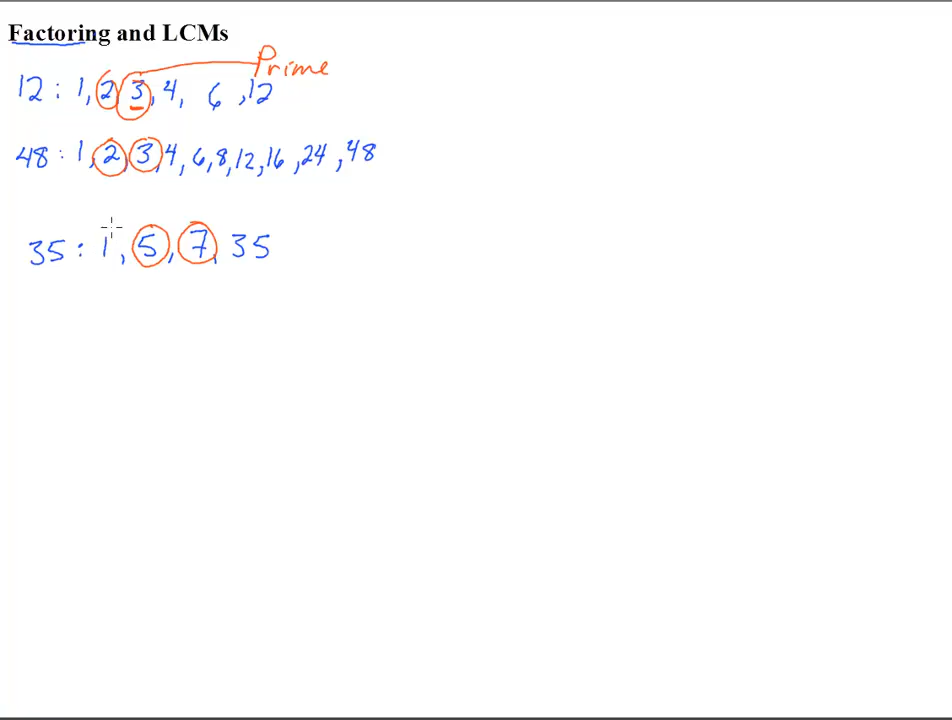 Factoring and LCMs
Prime
12 : 1, 2, 3, 4, 6, 12
48 : 1, 2, 3, 4, 6, 8, 12, 16, 24, 48
35 : 1, 5, 7, 35